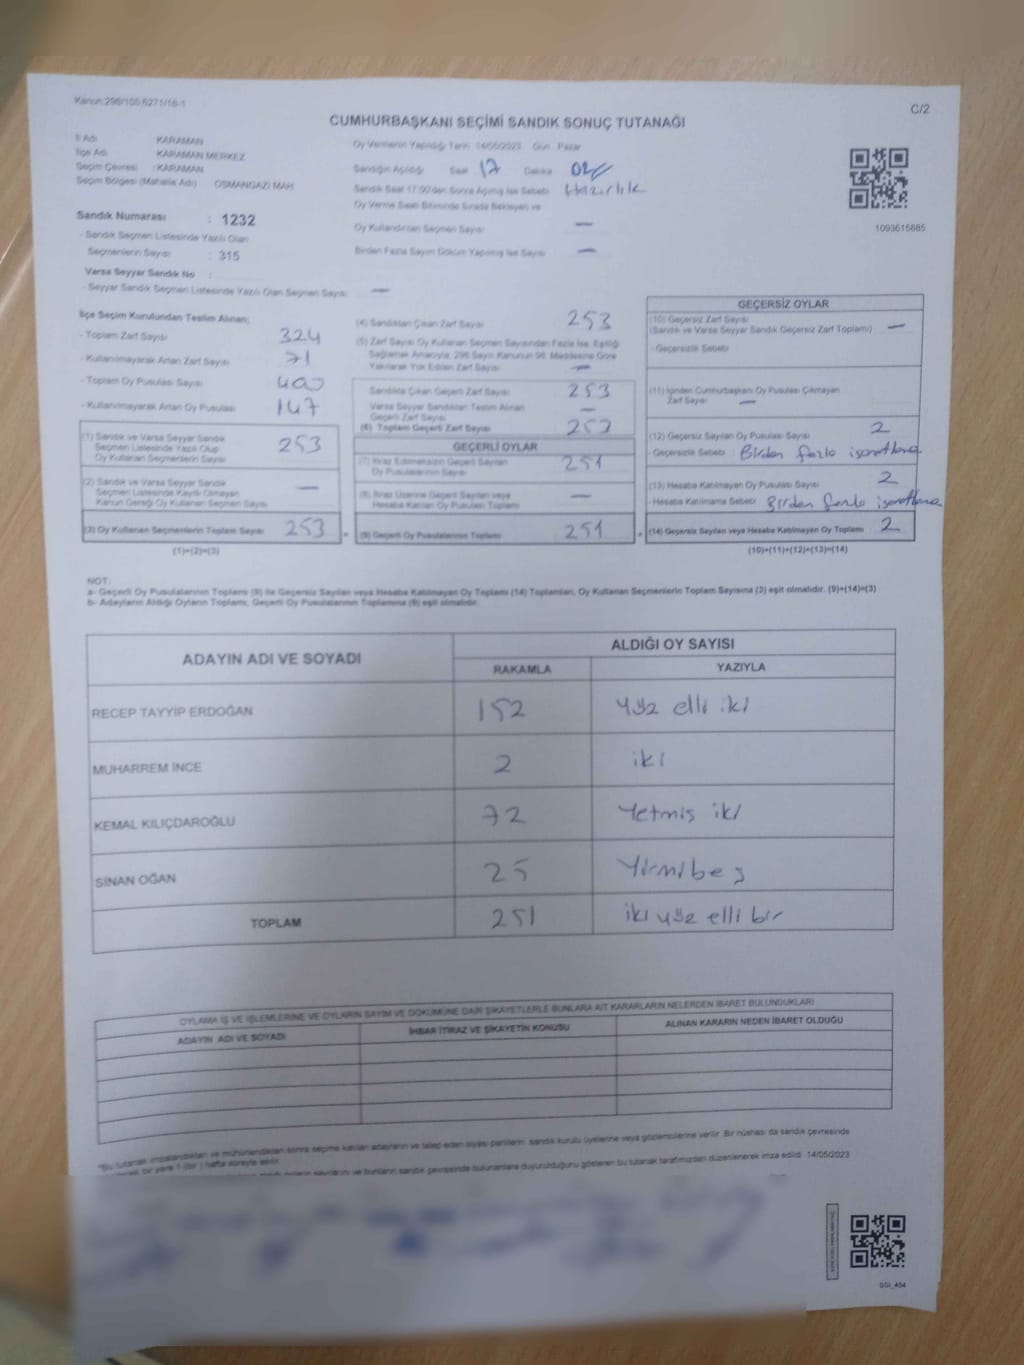 Kanun:298/105,6271/18-1
C/2
CUMHURBAŞKANI SEÇİMİ SANDIK SONUÇ TUTANAĞI
İl Adı KARAMAN
İlçe Adı KARAMAN MERKEZ
Seçim Çevresi : KARAMAN
Seçim Bölgesi (Mahalle Adı) OSMANGAZİ MAH.
Oy Vermenin Yapıldığı Tarih 14/05/2023 Gün Pazar
Sandığın Açıldığı Saat 17 Dakika
Sandık Saat 17:00'den Sonra Açılmış İse Sebebi Hazırlık
Oy Verme Saati Bitiminde Sırada Bekleyen ve
Oy Kullandırılan Seçmen Sayısı —
Birden Fazla Sayım Döküm Yapılmış İse Sayısı —
1093615885
Sandık Numarası : 1232
- Sandık Seçmen Listesinde Yazılı Olan
Seçmenlerin Sayısı : 315
Varsa Seyyar Sandık No :
- Seyyar Sandık Seçmen Listesinde Yazılı Olan Seçmen Sayısı: —
İlçe Seçim Kurulundan Teslim Alınan;
- Toplam Zarf Sayısı 324
- Kullanılmayarak Artan Zarf Sayısı 71
- Toplam Oy Pusulası Sayısı 400
- Kullanılmayarak Artan Oy Pusulası 147
(1) Sandık ve Varsa Seyyar Sandık
Seçmen Listesinde Yazılı Olup
Oy Kullanan Seçmenlerin Sayısı 253
(2) Sandık ve Varsa Seyyar Sandık
Seçmen Listesinde Kayıtlı Olmayan
Kanun Gereği Oy Kullanan Seçmen Sayısı —
(3) Oy Kullanan Seçmenlerin Toplam Sayısı 253
(1)+(2)=(3)
(4) Sandıktan Çıkan Zarf Sayısı 253
(5) Zarf Sayısı Oy Kullanan Seçmen Sayısından Fazla İse, Eşitliği
Sağlamak Amacıyla, 298 Sayılı Kanunun 98. Maddesine Göre
Yakılarak Yok Edilen Zarf Sayısı —
Sandıkta Çıkan Geçerli Zarf Sayısı 253
Varsa Seyyar Sandıktan Teslim Alınan
Geçerli Zarf Sayısı —
(6) Toplam Geçerli Zarf Sayısı 253
GEÇERLİ OYLAR
(7) İtiraz Edilmeksizin Geçerli Sayılan
Oy Pusulası Sayısı 251
(8) İtiraz Üzerine Geçerli Sayılan veya
Hesaba Katılan Oy Pusulası Toplamı —
(9) Geçerli Oy Pusulalarının Toplamı 251
GEÇERSİZ OYLAR
(10) Geçersiz Zarf Sayısı
(Sandık ve Varsa Seyyar Sandık Geçersiz Zarf Toplamı) —
- Geçersizlik Sebebi :
(11) İçinden Cumhurbaşkanı Oy Pusulası Çıkmayan
Zarf Sayısı —
(12) Geçersiz Sayılan Oy Pusulası Sayısı 2
- Geçersizlik Sebebi : Birden fazla işaretleme
(13) Hesaba Katılmayan Oy Pusulası Sayısı 2
- Hesaba Katılmama Sebebi : Birden fazla işaretleme
(14) Geçersiz Sayılan veya Hesaba Katılmayan Oy Toplamı 2
(10)+(11)+(12)+(13)=(14)
NOT:
a- Geçerli Oy Pusulalarının Toplamı (9) ile Geçersiz Sayılan veya Hesaba Katılmayan Oy Toplamı (14) Toplamları, Oy Kullanan Seçmenlerin Toplam Sayısına (3) eşit olmalıdır. (9)+(14)=(3)
b- Adayların Aldığı Oyların Toplamı, Geçerli Oy Pusulalarının Toplamına (9) eşit olmalıdır.
ADAYIN ADI VE SOYADI
ALDIĞI OY SAYISI
RAKAMLA YAZIYLA
RECEP TAYYİP ERDOĞAN 152 Yüz elli iki
MUHARREM İNCE 2 iki
KEMAL KILIÇDAROĞLU 72 Yetmiş iki
SİNAN OĞAN 25 Yirmibeş
TOPLAM 251 iki yüz elli bir
OYLAMA İŞ VE İŞLEMLERİNE VE OYLARIN SAYIM VE DÖKÜMÜNE DAİR ŞİKAYETLERLE BUNLARA AİT KARARLARIN NELERDEN İBARET BULUNDUKLARI
ADAYIN ADI VE SOYADI
İHBAR İTİRAZ VE ŞİKAYETİN KONUSU
ALINAN KARARIN NEDEN İBARET OLDUĞU
"Bu tutanak imzalandıktan ve mühürlendikten sonra seçime katılan adayların ve talep eden siyasi partilerin, sandık kurulu üyelerine veya gözlemcilerine verilir. Bir nüshası da sandık çevresinde
bir yere 1 (bir) hafta süreyle asılır.
sandık çevresinde bulunanlara duyurulduğunu gösteren bu tutanak tarafımızdan düzenlenerek imza edildi. 14/05/2023